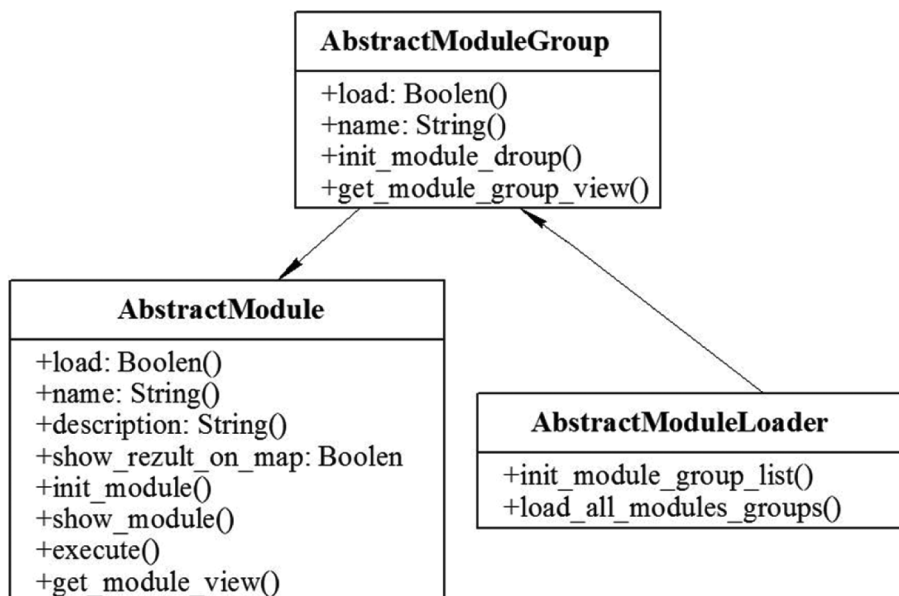 AbstractModuleGroup
+load: Boolen()
+name: String()
+init_module_droup()
+get_module_group_view()
AbstractModule
+load: Boolen()
+name: String()
+description: String()
+show_rezult_on_map: Boolen
+init_module()
+show_module()
+execute()
+get_module_view()
AbstractModuleLoader
+init_module_group_list()
+load_all_modules_groups()